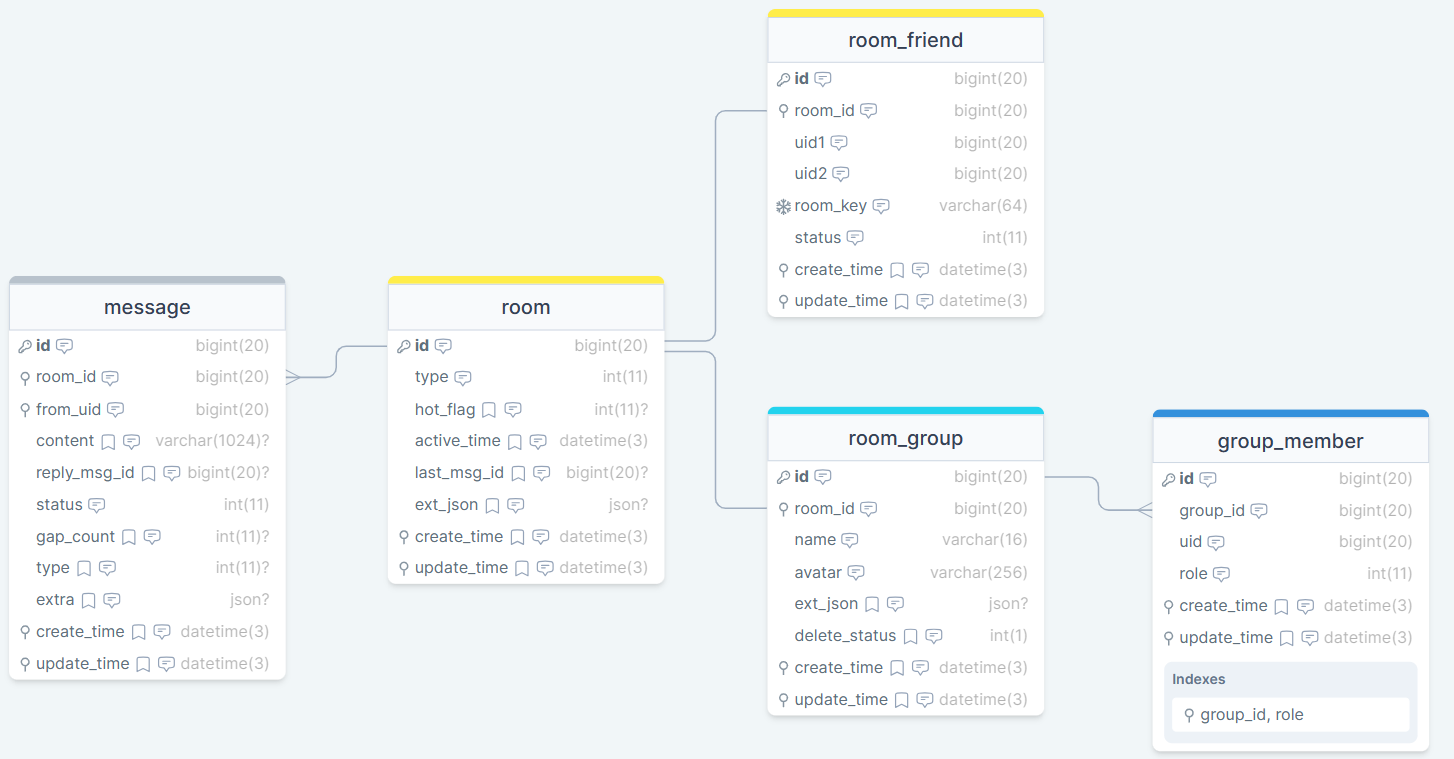 message
id bigint(20)
room_id bigint(20)
from_uid bigint(20)
content varchar(1024)?
reply_msg_id bigint(20)?
status int(11)
gap_count int(11)?
type int(11)?
extra json?
create_time datetime(3)
update_time datetime(3)
room
id bigint(20)
type int(11)
hot_flag int(11)?
active_time datetime(3)
last_msg_id bigint(20)?
ext_json json?
create_time datetime(3)
update_time datetime(3)
room_friend
id bigint(20)
room_id bigint(20)
uid1 bigint(20)
uid2 bigint(20)
room_key varchar(64)
status int(11)
create_time datetime(3)
update_time datetime(3)
room_group
id bigint(20)
room_id bigint(20)
name varchar(16)
avatar varchar(256)
ext_json json?
delete_status int(1)
create_time datetime(3)
update_time datetime(3)
group_member
id bigint(20)
group_id bigint(20)
uid bigint(20)
role int(11)
create_time datetime(3)
update_time datetime(3)
Indexes
group_id, role